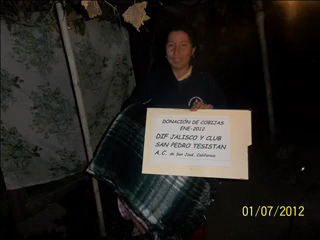 DONACIÓN DE COBIJAS
ENE-2012
DIF JALISCO Y CLUB
SAN PEDRO TESISTAN
A.C. de San José, California
01/07/2012